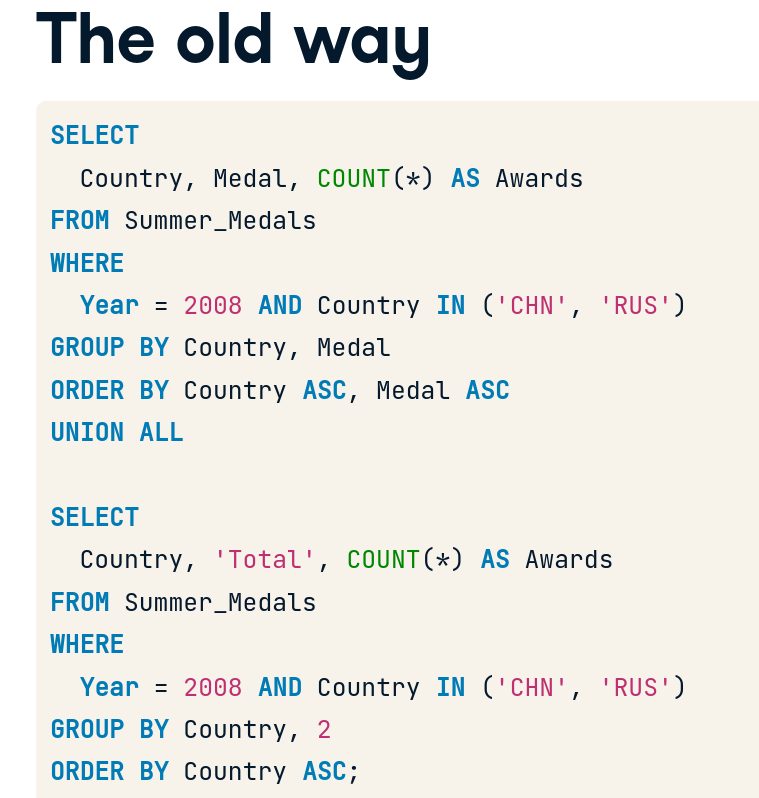 The old way
SELECT
  Country, Medal, COUNT(*) AS Awards
FROM Summer_Medals
WHERE
  Year = 2008 AND Country IN ('CHN', 'RUS')
GROUP BY Country, Medal
ORDER BY Country ASC, Medal ASC
UNION ALL

SELECT
  Country, 'Total', COUNT(*) AS Awards
FROM Summer_Medals
WHERE
  Year = 2008 AND Country IN ('CHN', 'RUS')
GROUP BY Country, 2
ORDER BY Country ASC;